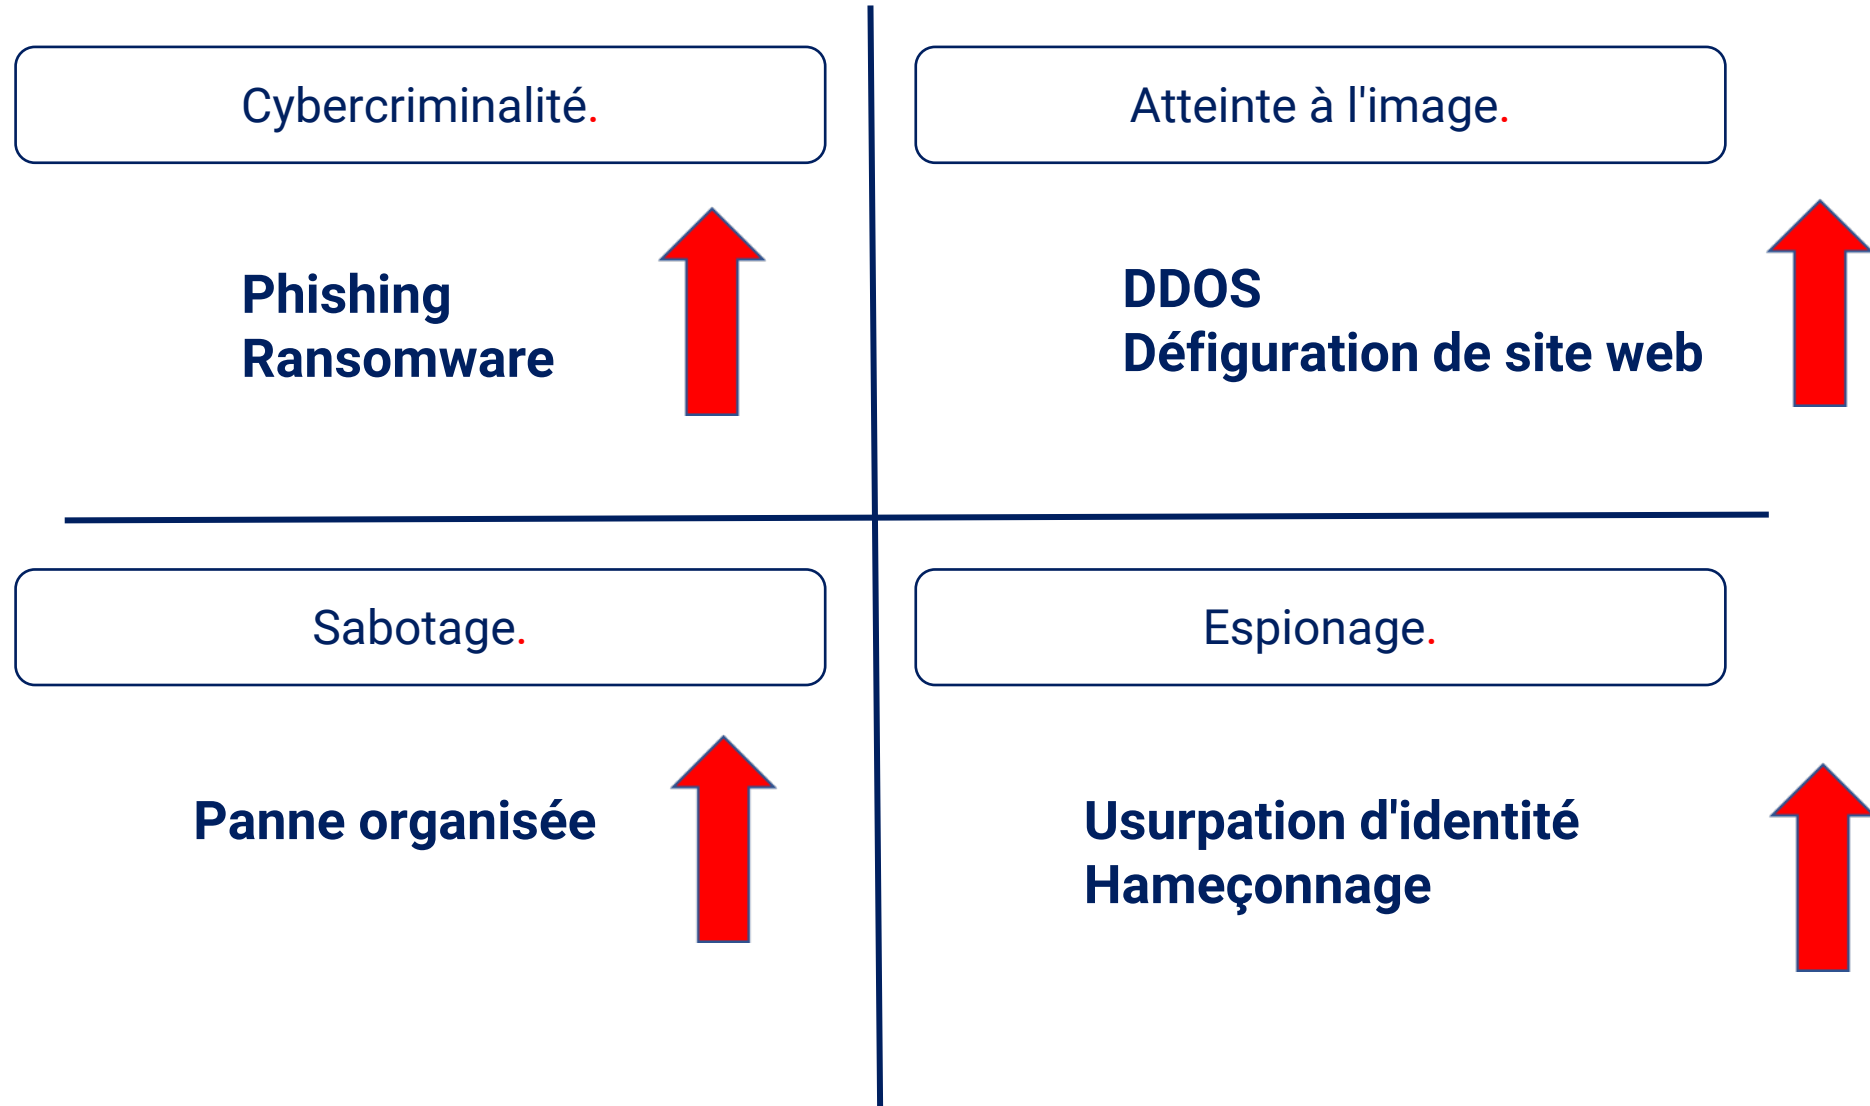 Cybercriminalité.
Phishing
Ransomware
Atteinte à l'image.
DDOS
Défiguration de site web
Sabotage.
Panne organisée
Espionage.
Usurpation d'identité
Hameçonnage